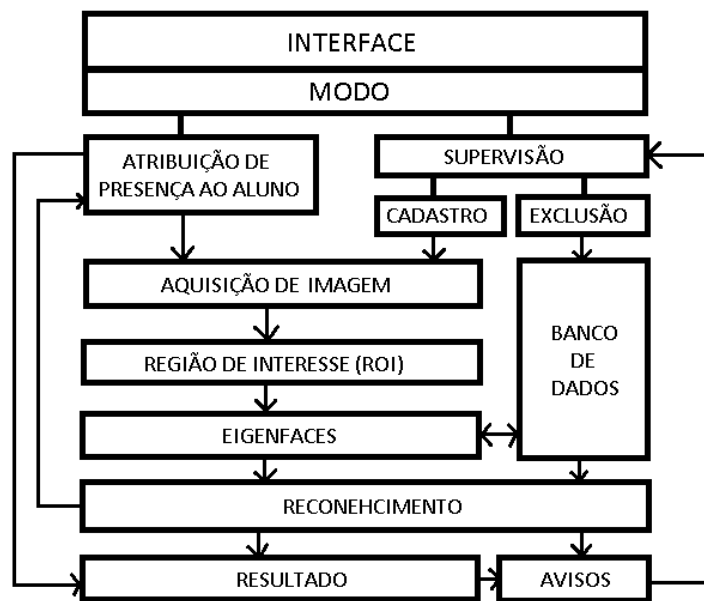 INTERFACE
MODO
ATRIBUIÇÃO DE
PRESENÇA AO ALUNO
SUPERVISÃO
CADASTRO
EXCLUSÃO
AQUISIÇÃO DE IMAGEM
REGIÃO DE INTERESSE (ROI)
BANCO
DE
DADOS
EIGENFACES
RECONEHCIMENTO
RESULTADO
AVISOS